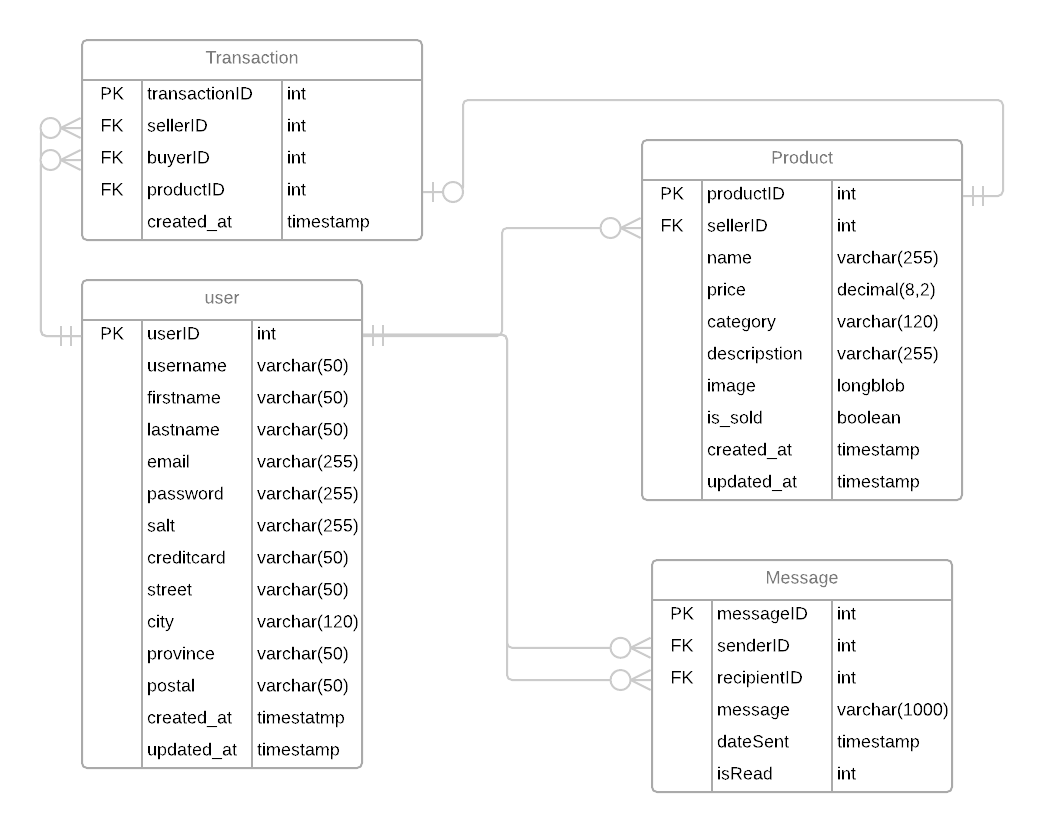 Transaction
PK transactionID int
FK sellerID int
FK buyerID int
FK productID int
created_at timestamp
user
PK userID int
username varchar(50)
firstname varchar(50)
lastname varchar(50)
email varchar(255)
password varchar(255)
salt varchar(255)
creditcard varchar(50)
street varchar(50)
city varchar(120)
province varchar(50)
postal varchar(50)
created_at timestatmp
updated_at timestamp
Product
PK productID int
FK sellerID int
name varchar(255)
price decimal(8,2)
category varchar(120)
descripstion varchar(255)
image longblob
is_sold boolean
created_at timestamp
updated_at timestamp
Message
PK messageID int
FK senderID int
FK recipientID int
message varchar(1000)
dateSent timestamp
isRead int